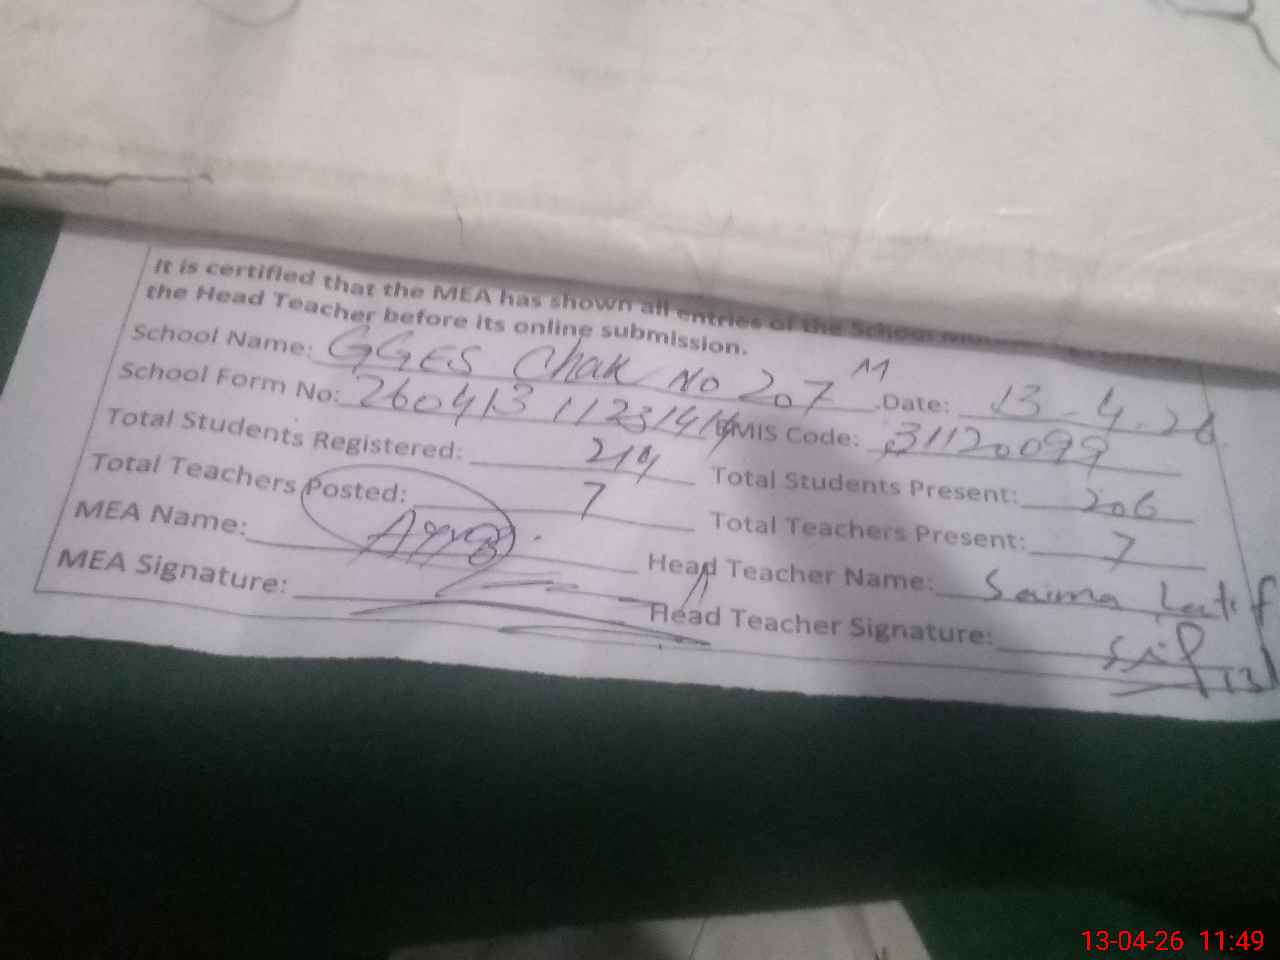 It is certified that the MEA has shown all entries of the School
the Head Teacher before its online submission.
School Name: GGES Chak No 207 M Date: 13-4-26
School Form No: 260413 11231414 EMIS Code: 31120099
Total Students Registered: 214 Total Students Present: 206
Total Teachers Posted: 7 Total Teachers Present: 7
MEA Name: Head Teacher Name: Saima Latif
MEA Signature: Head Teacher Signature:
13-04-26 11:49